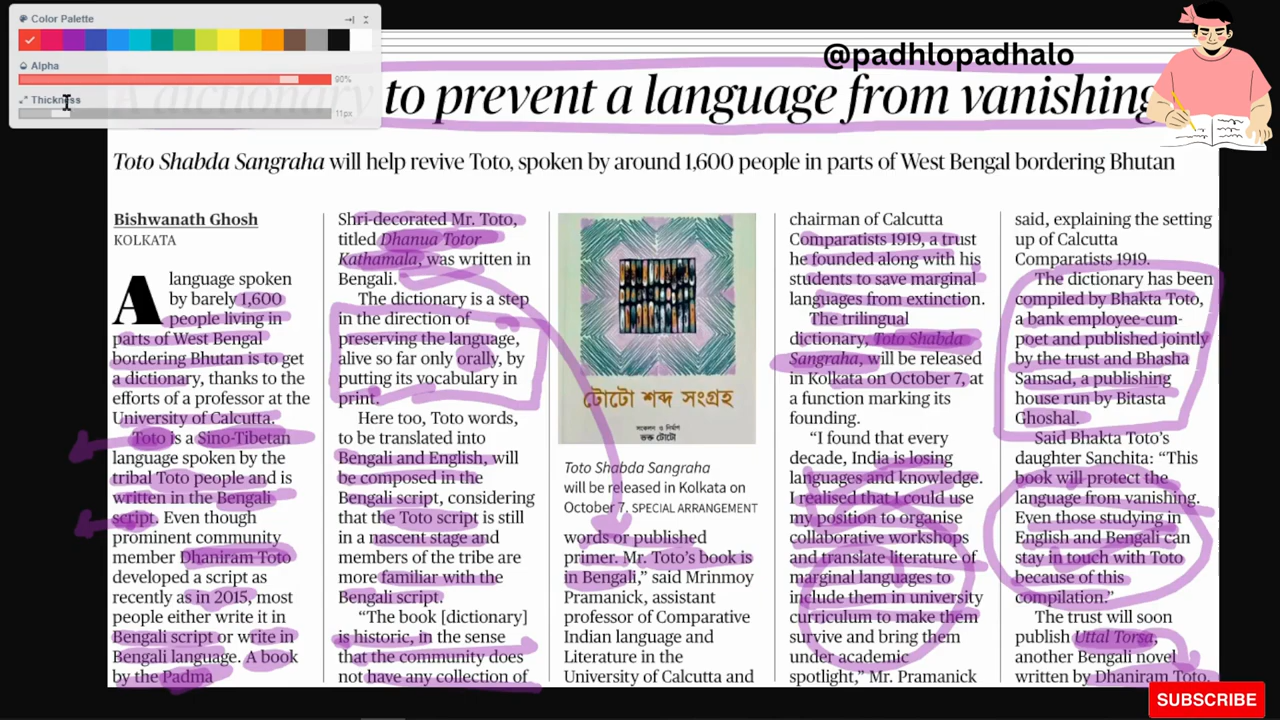 Color Palette
Alpha
90%
Thickness
11px
@padhlopadhalo
A dictionary to prevent a language from vanishing
Toto Shabda Sangraha will help revive Toto, spoken by around 1,600 people in parts of West Bengal bordering Bhutan
Bishwanath Ghosh
KOLKATA
A language spoken
by barely 1,600
people living in
parts of West Bengal
bordering Bhutan is to get
a dictionary, thanks to the
efforts of a professor at the
University of Calcutta.
Toto is a Sino-Tibetan
language spoken by the
tribal Toto people and is
written in the Bengali
script. Even though
prominent community
member Dhaniram Toto
developed a script as
recently as in 2015, most
people either write it in
Bengali script or write in
Bengali language. A book
by the Padma
Shri-decorated Mr. Toto,
titled Dhanua Totor
Kathamala, was written in
Bengali.
The dictionary is a step
in the direction of
preserving the language,
alive so far only orally, by
putting its vocabulary in
print.
Here too, Toto words,
to be translated into
Bengali and English, will
be composed in the
Bengali script, considering
that the Toto script is still
in a nascent stage and
members of the tribe are
more familiar with the
Bengali script.
“The book [dictionary]
is historic, in the sense
that the community does
not have any collection of
টোটো শব্দ সংগ্রহ
সংকলন ও নির্মাণ
ভক্ত টোটো
Toto Shabda Sangraha
will be released in Kolkata on
October 7. SPECIAL ARRANGEMENT
words or published
primer. Mr. Toto’s book is
in Bengali,” said Mrinmoy
Pramanick, assistant
professor of Comparative
Indian language and
Literature in the
University of Calcutta and
chairman of Calcutta
Comparatists 1919, a trust
he founded along with his
students to save marginal
languages from extinction.
The trilingual
dictionary, Toto Shabda
Sangraha, will be released
in Kolkata on October 7, at
a function marking its
founding.
“I found that every
decade, India is losing
languages and knowledge.
I realised that I could use
my position to organise
collaborative workshops
and translate literature of
marginal languages to
include them in university
curriculum to make them
survive and bring them
under academic
spotlight,” Mr. Pramanick
said, explaining the setting
up of Calcutta
Comparatists 1919.
The dictionary has been
compiled by Bhakta Toto,
a bank employee-cum-
poet and published jointly
by the trust and Bhasha
Samsad, a publishing
house run by Bitasta
Ghoshal.
Said Bhakta Toto’s
daughter Sanchita: “This
book will protect the
language from vanishing.
Even those studying in
English and Bengali can
stay in touch with Toto
because of this
compilation.”
The trust will soon
publish Uttal Torsa,
another Bengali novel
written by Dhaniram Toto.
SUBSCRIBE